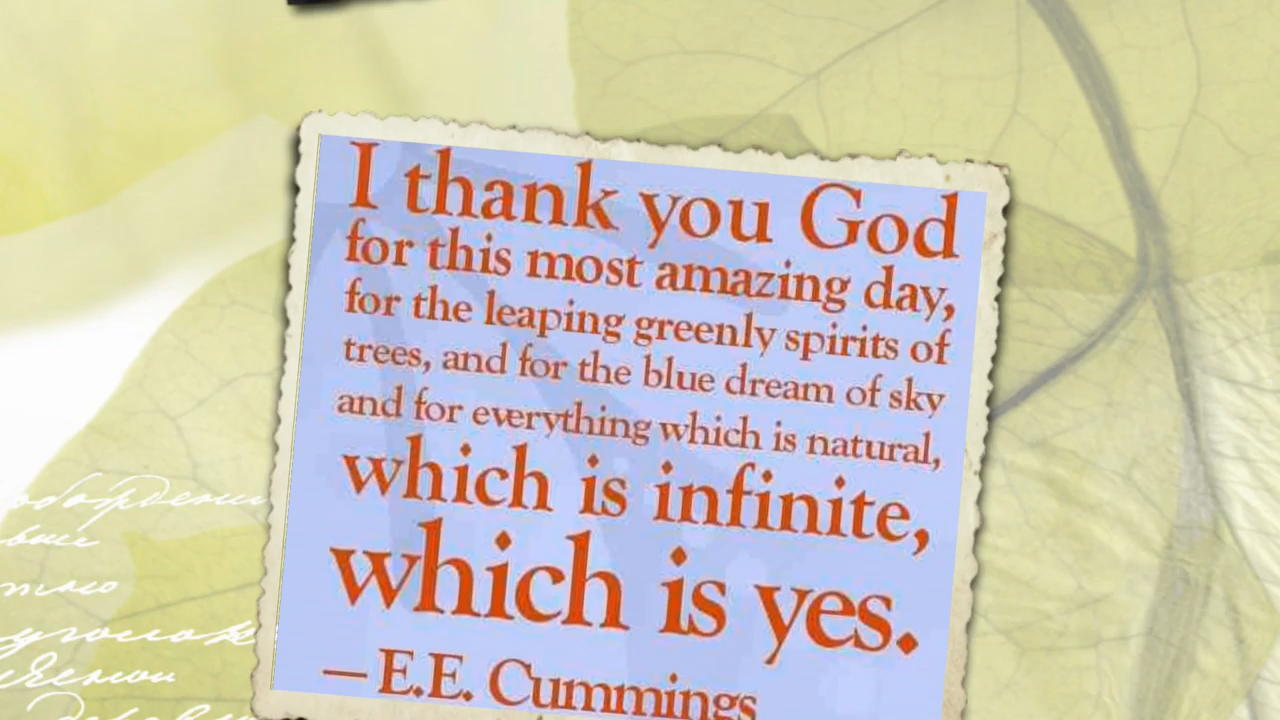 I thank you God
for this most amazing day,
for the leaping greenly spirits of
trees, and for the blue dream of sky
and for everything which is natural,
which is infinite,
which is yes.
— E.E. Cummings